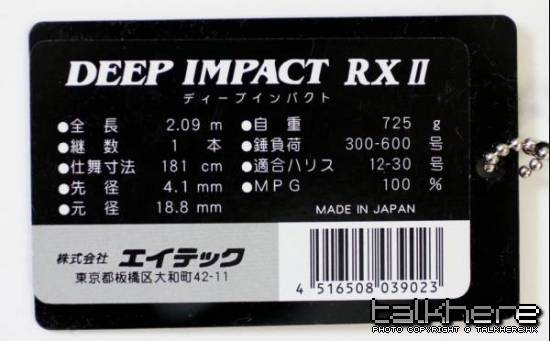 DEEP IMPACT RX II
ディープインパクト
●全長 2.09 m ●自重 725 g
●継数 1 本 ●錘負荷 300-600 号
●仕舞寸法 181 cm ●適合ハリス 12-30 号
●先径 4.1 mm ●MPG 100 %
●元径 18.8 mm MADE IN JAPAN
株式会社 エイテック
東京都板橋区大和町42-11
4 516508 039023
talkhere
PHOTO COPYRIGHT @ TALKHERE.HK